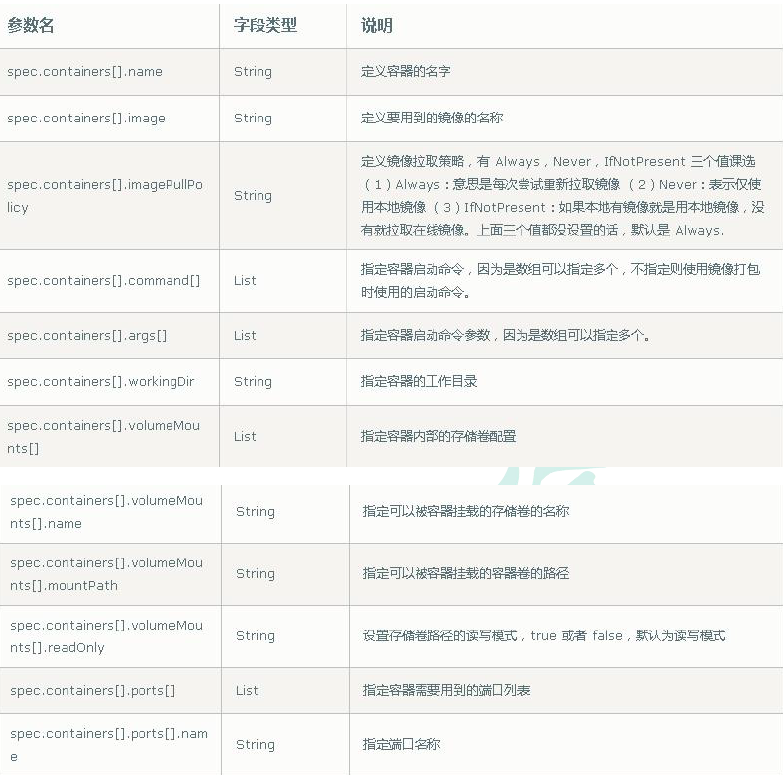 参数名 字段类型 说明
spec.containers[].name String 定义容器的名字
spec.containers[].image String 定义要用到的镜像的名称
定义镜像拉取策略，有 Always，Never，IfNotPresent 三个值课选
spec.containers[].imagePullPo
（1）Always：意思是每次尝试重新拉取镜像 （2）Never：表示仅使
licy
String
用本地镜像 （3）IfNotPresent：如果本地有镜像就是用本地镜像，没
有就拉取在线镜像。上面三个值都没设置的话，默认是 Always.
spec.containers[].command[] List 指定容器启动命令，因为是数组可以指定多个，不指定则使用镜像打包
时使用的启动命令。
spec.containers[].args[] List 指定容器启动命令参数，因为是数组可以指定多个。
spec.containers[].workingDir String 指定容器的工作目录
spec.containers[].volumeMou
nts[]
List 指定容器内部的存储卷配置
spec.containers[].volumeMou
nts[].name
String 指定可以被容器挂载的存储卷的名称
spec.containers[].volumeMou
nts[].mountPath
String 指定可以被容器挂载的容器卷的路径
spec.containers[].volumeMou
nts[].readOnly
String 设置存储卷路径的读写模式，true 或者 false，默认为读写模式
spec.containers[].ports[] List 指定容器需要用到的端口列表
spec.containers[].ports[].nam
e
String 指定端口名称